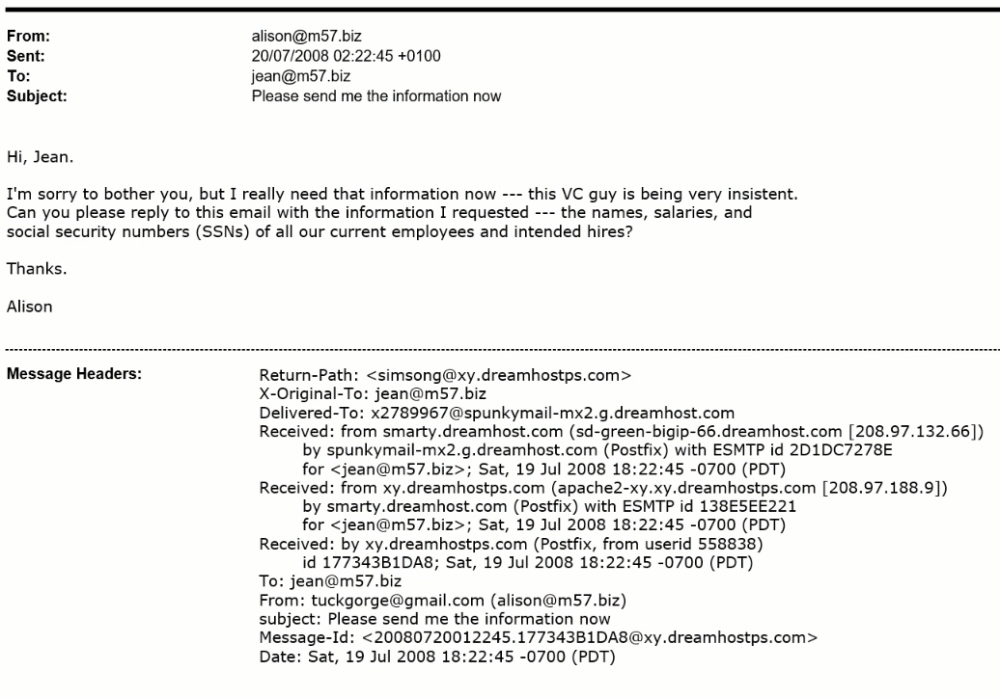 From: alison@m57.biz
Sent: 20/07/2008 02:22:45 +0100
To: jean@m57.biz
Subject: Please send me the information now
Hi, Jean.
I'm sorry to bother you, but I really need that information now --- this VC guy is being very insistent.
Can you please reply to this email with the information I requested --- the names, salaries, and
social security numbers (SSNs) of all our current employees and intended hires?
Thanks.
Alison
Message Headers: Return-Path: <simsong@xy.dreamhostps.com>
X-Original-To: jean@m57.biz
Delivered-To: x2789967@spunkymail-mx2.g.dreamhost.com
Received: from smarty.dreamhost.com (sd-green-bigip-66.dreamhost.com [208.97.132.66])
by spunkymail-mx2.g.dreamhost.com (Postfix) with ESMTP id 2D1DC7278E
for <jean@m57.biz>; Sat, 19 Jul 2008 18:22:45 -0700 (PDT)
Received: from xy.dreamhostps.com (apache2-xy.xy.dreamhostps.com [208.97.188.9])
by smarty.dreamhost.com (Postfix) with ESMTP id 138E5EE221
for <jean@m57.biz>; Sat, 19 Jul 2008 18:22:45 -0700 (PDT)
Received: by xy.dreamhostps.com (Postfix, from userid 558838)
id 177343B1DA8; Sat, 19 Jul 2008 18:22:45 -0700 (PDT)
To: jean@m57.biz
From: tuckgorge@gmail.com (alison@m57.biz)
subject: Please send me the information now
Message-Id: <20080720012245.177343B1DA8@xy.dreamhostps.com>
Date: Sat, 19 Jul 2008 18:22:45 -0700 (PDT)